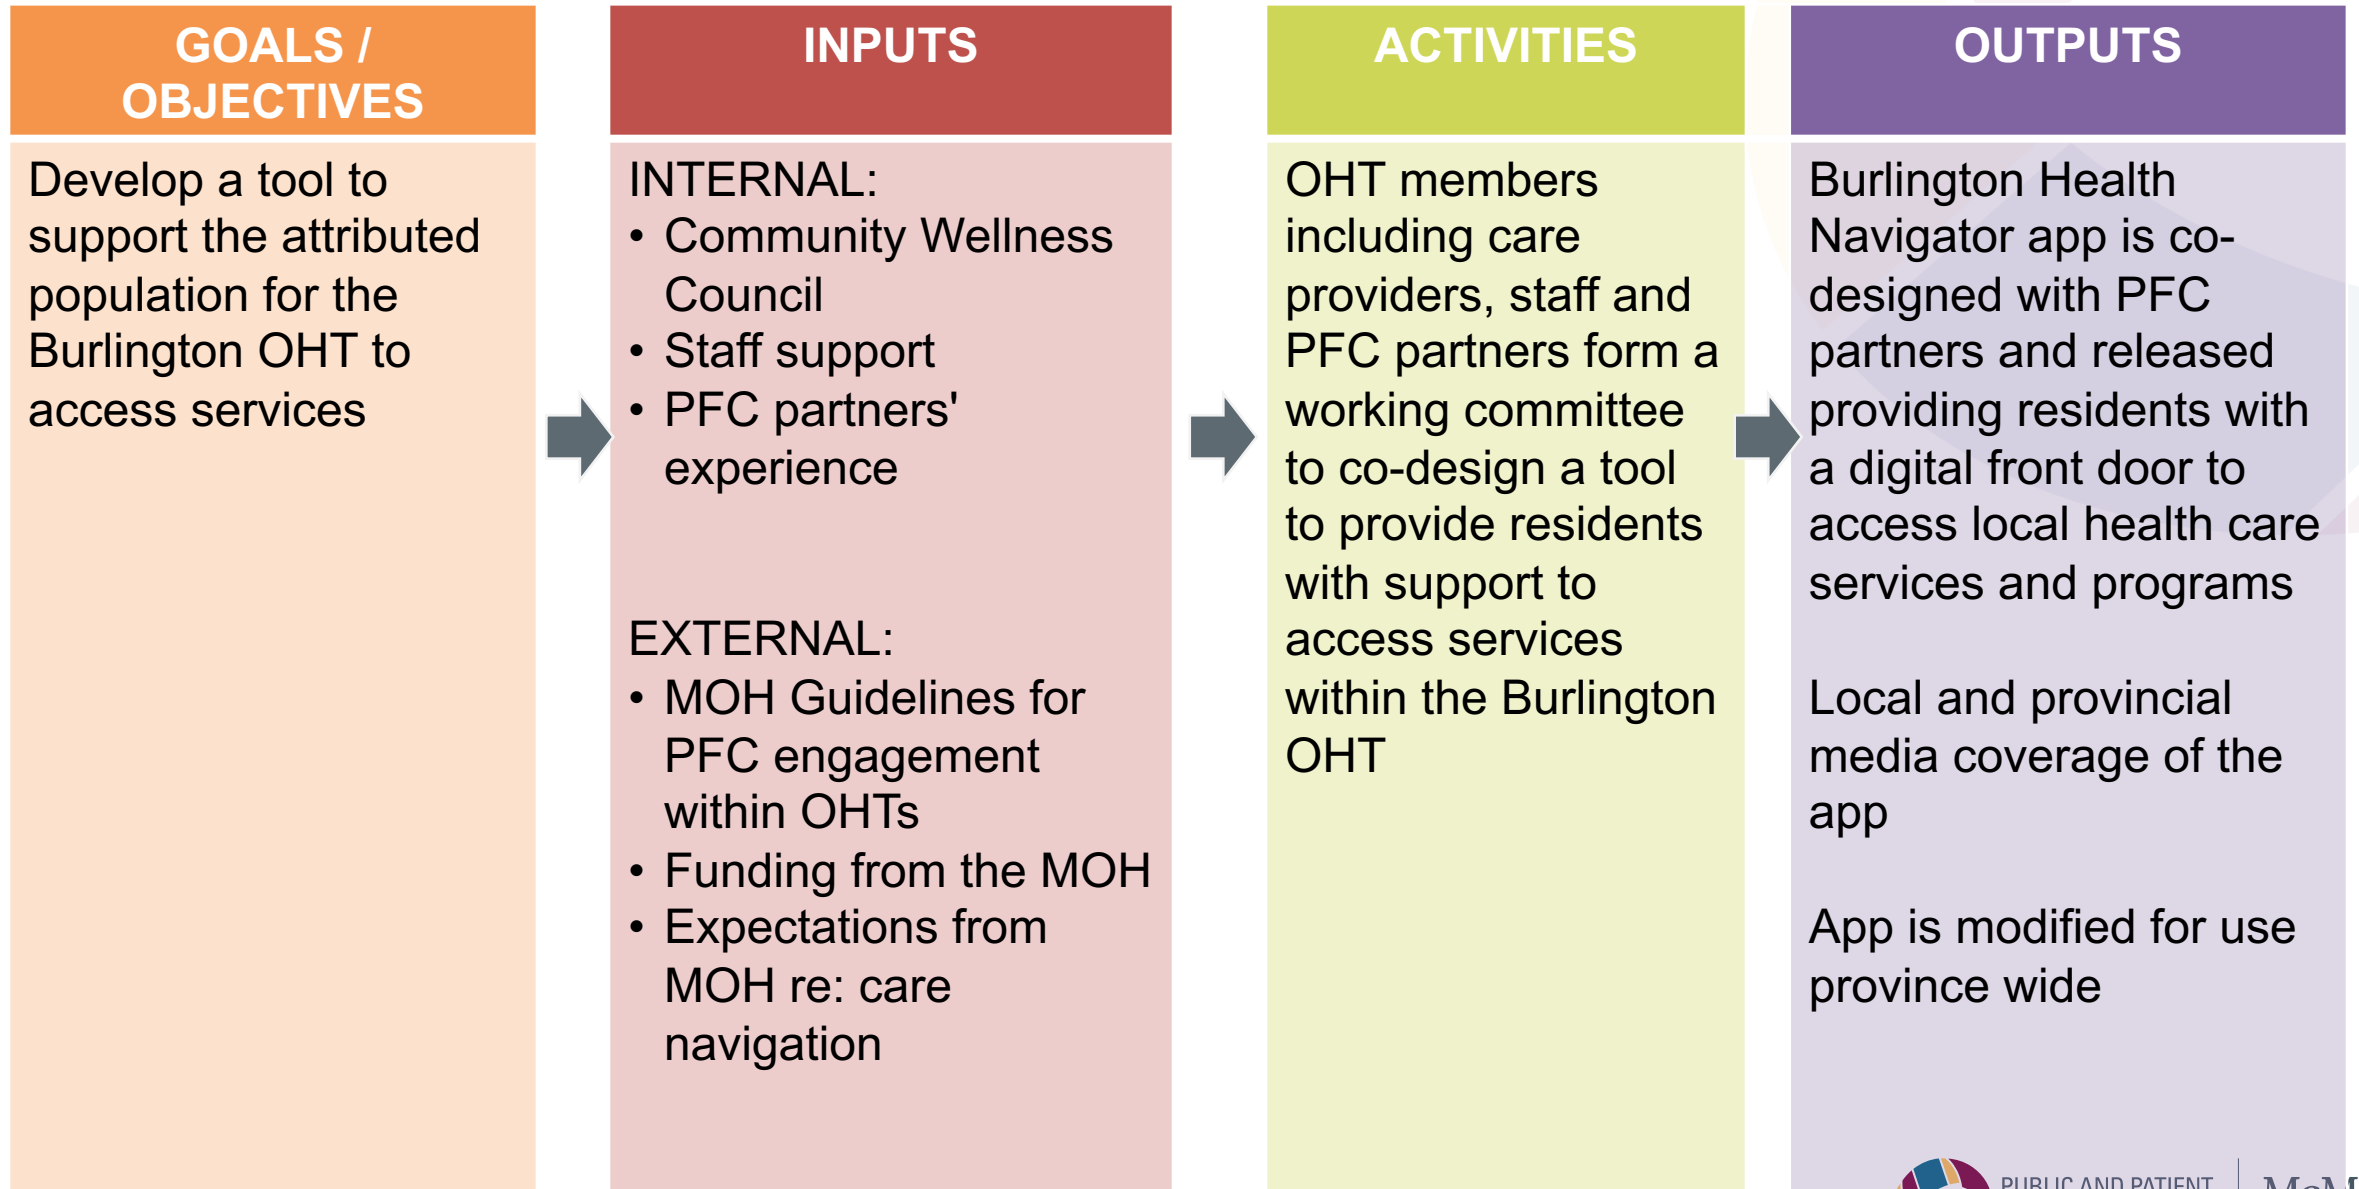 GOALS /
OBJECTIVES
Develop a tool to
support the attributed
population for the
Burlington OHT to
access services
INPUTS
INTERNAL:
• Community Wellness
Council
• Staff support
• PFC partners'
experience
EXTERNAL:
• MOH Guidelines for
PFC engagement
within OHTs
• Funding from the MOH
• Expectations from
MOH re: care
navigation
ACTIVITIES
OHT members
including care
providers, staff and
PFC partners form a
working committee
to co-design a tool
to provide residents
with support to
access services
within the Burlington
OHT
OUTPUTS
Burlington Health
Navigator app is co-
designed with PFC
partners and released
providing residents with
a digital front door to
access local health care
services and programs
Local and provincial
media coverage of the
app
App is modified for use
province wide
PUBLIC AND PATIENT